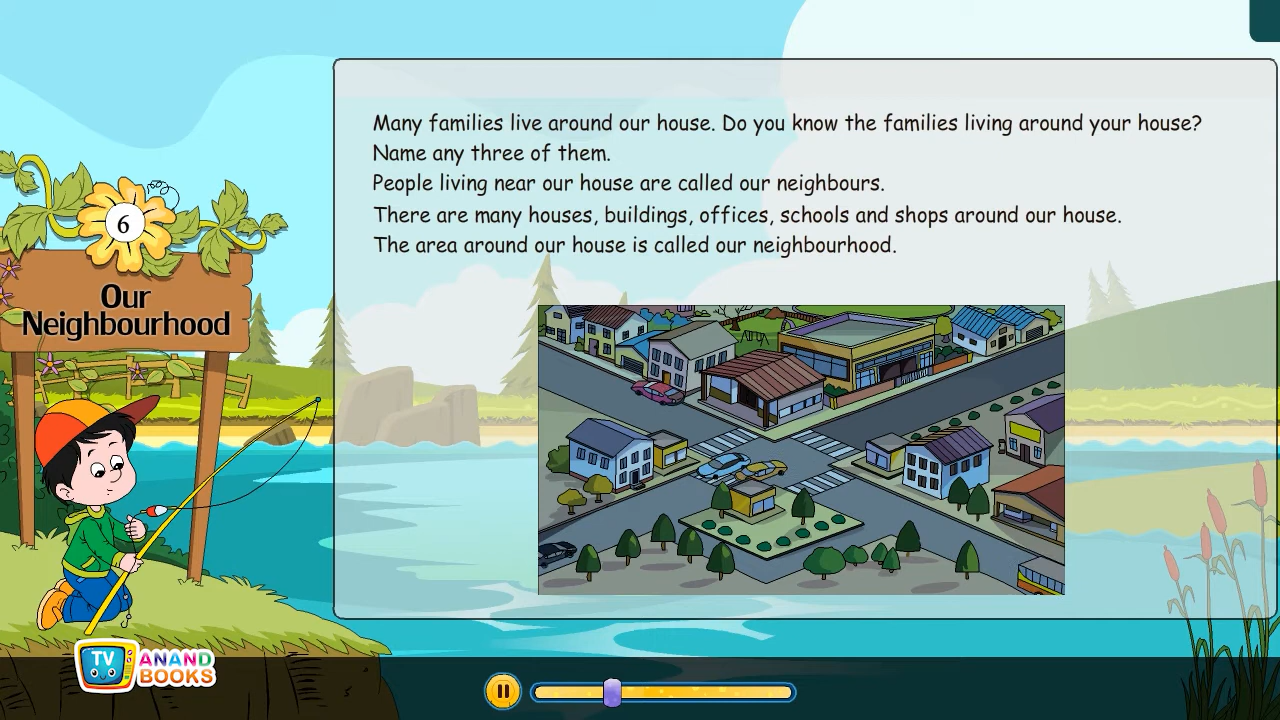 Many families live around our house. Do you know the families living around your house?
Name any three of them.
People living near our house are called our neighbours.
There are many houses, buildings, offices, schools and shops around our house.
The area around our house is called our neighbourhood.
6
Our
Neighbourhood
TV
ANAND
BOOKS